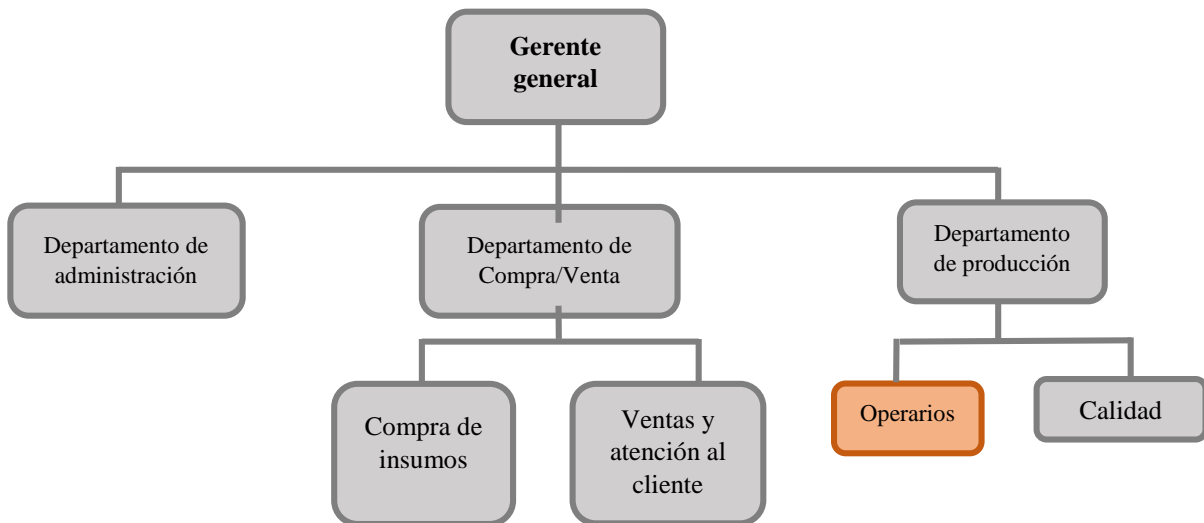 Gerente
general
Departamento de
administración
Departamento de
Compra/Venta
Departamento
de producción
Compra de
insumos
Ventas y
atención al
cliente
Operarios
Calidad